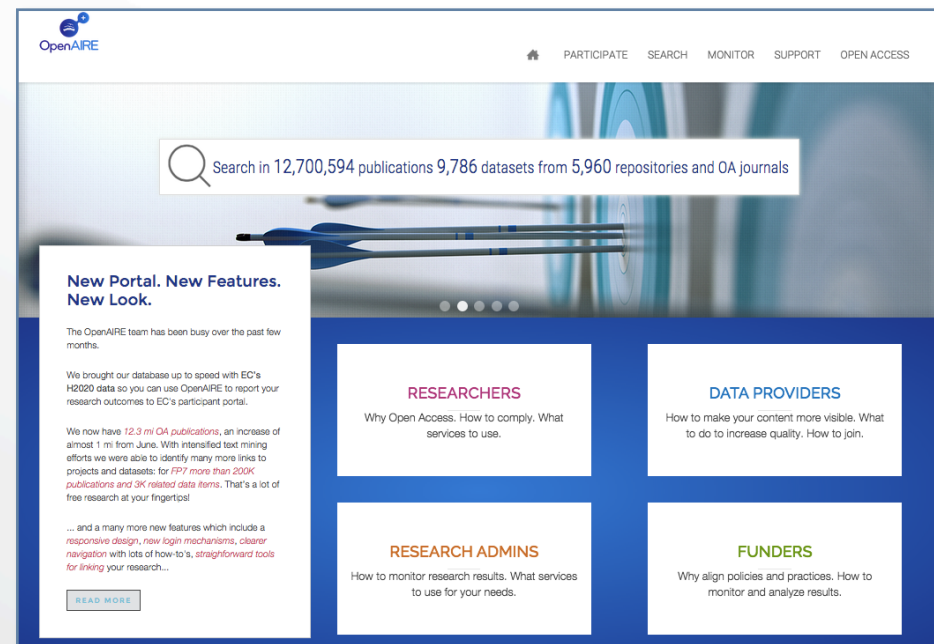 OpenAIRE
PARTICIPATE SEARCH MONITOR SUPPORT OPEN ACCESS
Search in 12,700,594 publications 9,786 datasets from 5,960 repositories and OA journals
New Portal. New Features.
New Look.
The OpenAIRE team has been busy over the past few
months.
We brought our database up to speed with EC's
H2020 data so you can use OpenAIRE to report your
research outcomes to EC's participant portal.
We now have 12.3 mi OA publications, an increase of
almost 1 mi from June. With intensified text mining
efforts we were able to identify many more links to
projects and datasets: for FP7 more than 200K
publications and 3K related data items. That's a lot of
free research at your fingertips!
... and a many more new features which include a
responsive design, new login mechanisms, clearer
navigation with lots of how-to's, straightforward tools
for linking your research...
READ MORE
RESEARCHERS
Why Open Access. How to comply. What
services to use.
DATA PROVIDERS
How to make your content more visible. What
to do to increase quality. How to join.
RESEARCH ADMINS
How to monitor research results. What services
to use for your needs.
FUNDERS
Why align policies and practices. How to
monitor and analyze results.